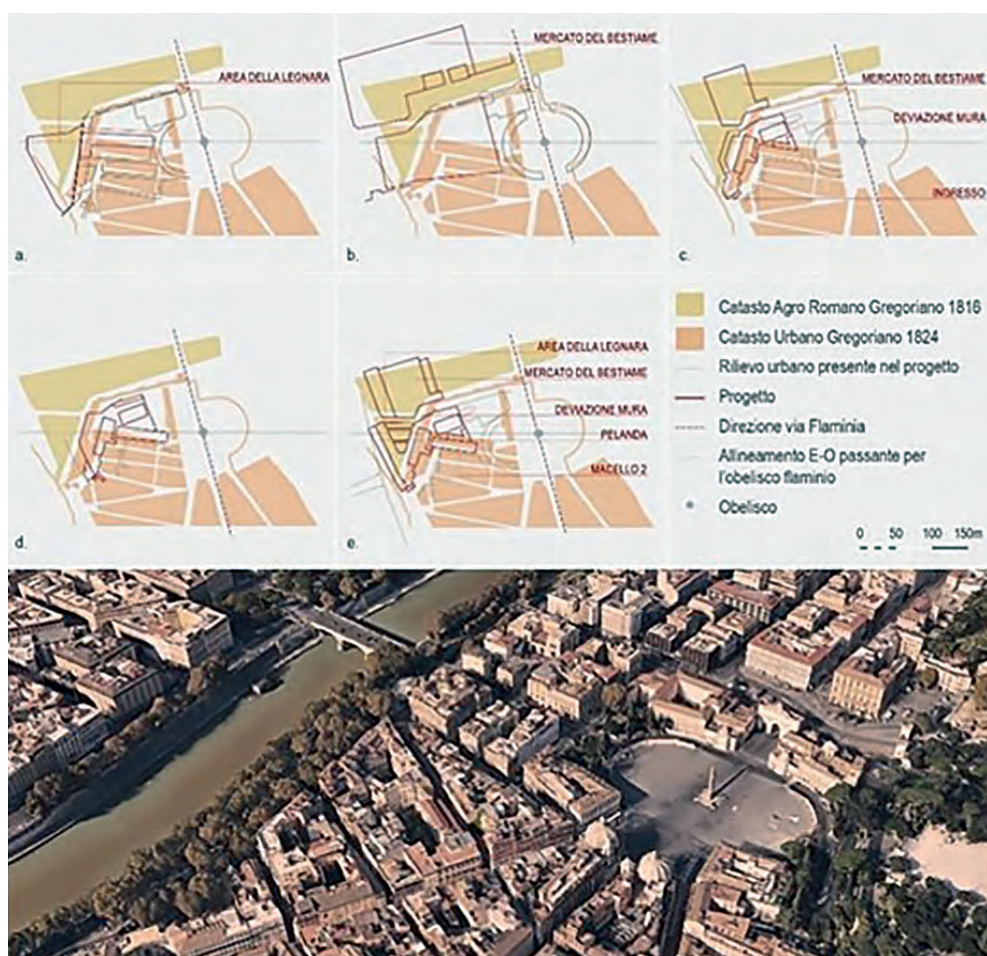 AREA DELLA LEGNARA
a.
MERCATO DEL BESTIAME
b.
MERCATO DEL BESTIAME
DEVIAZIONE MURA
INGRESSO
c.
d.
AREA DELLA LEGNARA
MERCATO DEL BESTIAME
DEVIAZIONE MURA
PELANDA
MACELLO 2
e.
Catasto Agro Romano Gregoriano 1816
Catasto Urbano Gregoriano 1824
Rilievo urbano presente nel progetto
Progetto
Direzione via Flaminia
Allineamento E-O passante per
l'obelisco flaminio
Obelisco
0 50 100 150m